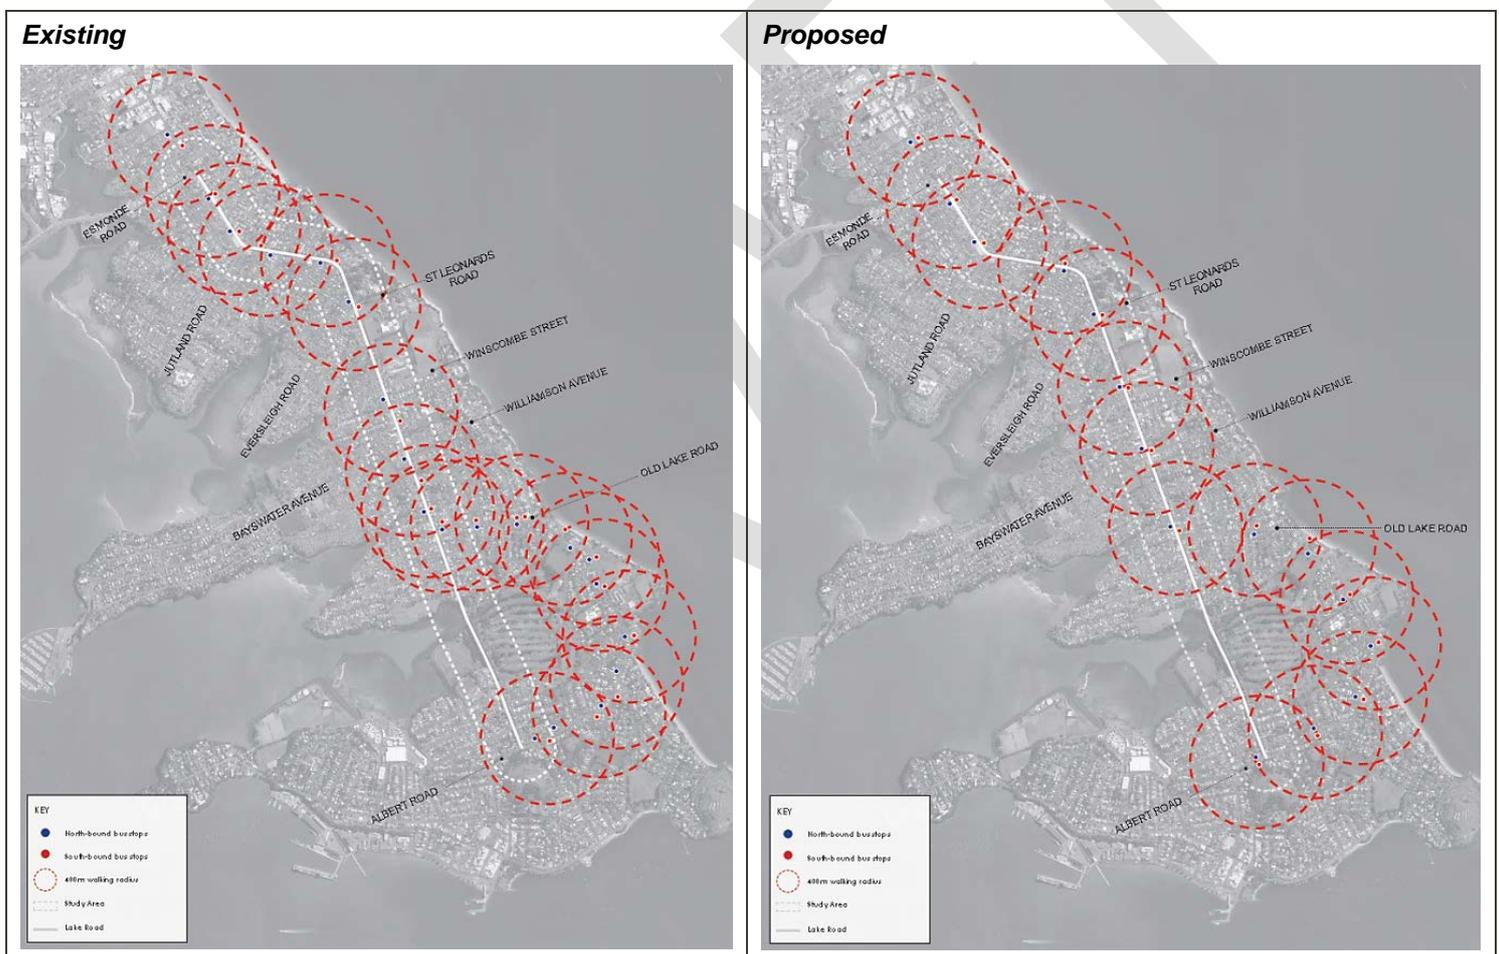 Existing
ESMONDE
ROAD
ST LEONARDS
ROAD
JUTLAND ROAD
WINSCOMBE STREET
EVERSLEIGH ROAD
WILLIAMSON AVENUE
OLD LAKE ROAD
BAYSWATER AVENUE
ALBERT ROAD
KEY
North-bound bus stops
South-bound bus stops
400m walking radius
Study Area
Lake Road
Proposed
ESMONDE
ROAD
ST LEONARDS
ROAD
JUTLAND ROAD
WINSCOMBE STREET
EVERSLEIGH ROAD
WILLIAMSON AVENUE
BAYSWATER AVENUE
OLD LAKE ROAD
ALBERT ROAD
KEY
North-bound bus stops
South-bound bus stops
400m walking radius
Study Area
Lake Road